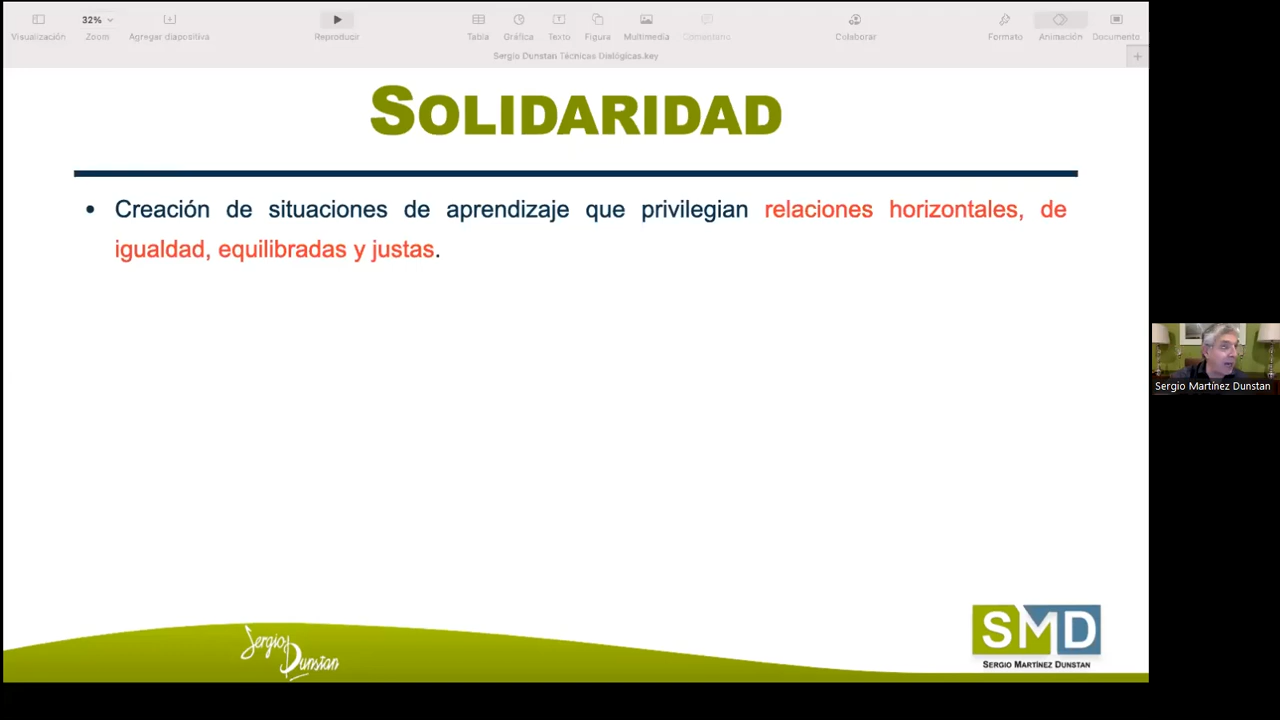 32%
Visualización Zoom Agregar diapositiva Reproducir Tabla Gráfica Texto Figura Multimedia Comentario Colaborar Formato Animación Documento
Sergio Dunstan Técnicas Dialógicas.key
SOLIDARIDAD
• Creación de situaciones de aprendizaje que privilegian relaciones horizontales, de
igualdad, equilibradas y justas.
Sergio Martínez Dunstan
Sergio
Dunstan
SMD
SERGIO MARTÍNEZ DUNSTAN